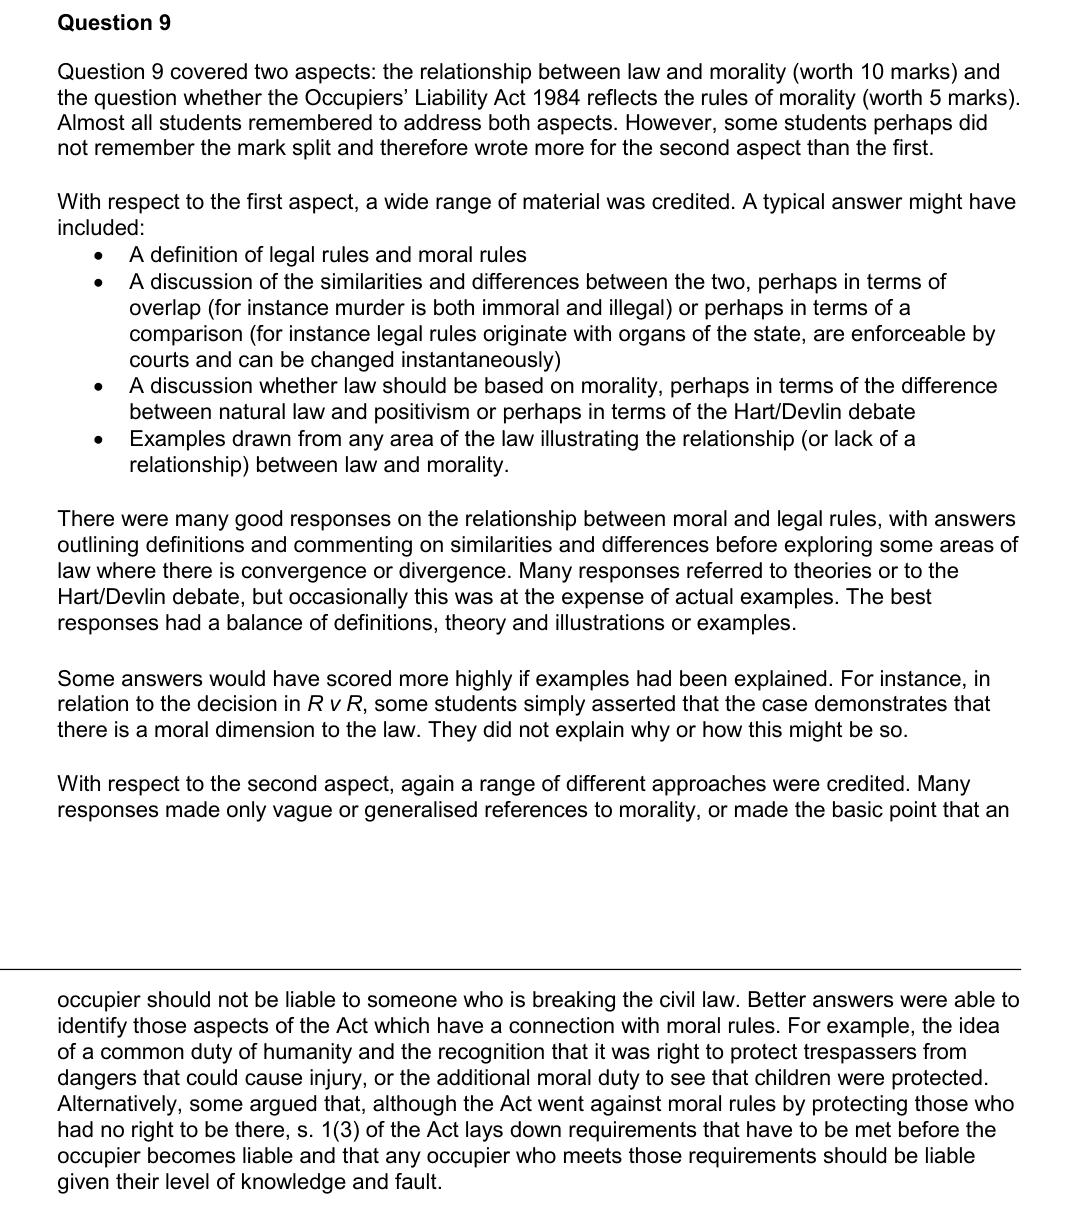 Question 9
Question 9 covered two aspects: the relationship between law and morality (worth 10 marks) and
the question whether the Occupiers' Liability Act 1984 reflects the rules of morality (worth 5 marks).
Almost all students remembered to address both aspects. However, some students perhaps did
not remember the mark split and therefore wrote more for the second aspect than the first.
With respect to the first aspect, a wide range of material was credited. A typical answer might have
included:
• A definition of legal rules and moral rules
• A discussion of the similarities and differences between the two, perhaps in terms of
overlap (for instance murder is both immoral and illegal) or perhaps in terms of a
comparison (for instance legal rules originate with organs of the state, are enforceable by
courts and can be changed instantaneously)
• A discussion whether law should be based on morality, perhaps in terms of the difference
between natural law and positivism or perhaps in terms of the Hart/Devlin debate
• Examples drawn from any area of the law illustrating the relationship (or lack of a
relationship) between law and morality.
There were many good responses on the relationship between moral and legal rules, with answers
outlining definitions and commenting on similarities and differences before exploring some areas of
law where there is convergence or divergence. Many responses referred to theories or to the
Hart/Devlin debate, but occasionally this was at the expense of actual examples. The best
responses had a balance of definitions, theory and illustrations or examples.
Some answers would have scored more highly if examples had been explained. For instance, in
relation to the decision in R v R, some students simply asserted that the case demonstrates that
there is a moral dimension to the law. They did not explain why or how this might be so.
With respect to the second aspect, again a range of different approaches were credited. Many
responses made only vague or generalised references to morality, or made the basic point that an
occupier should not be liable to someone who is breaking the civil law. Better answers were able to
identify those aspects of the Act which have a connection with moral rules. For example, the idea
of a common duty of humanity and the recognition that it was right to protect trespassers from
dangers that could cause injury, or the additional moral duty to see that children were protected.
Alternatively, some argued that, although the Act went against moral rules by protecting those who
had no right to be there, s. 1(3) of the Act lays down requirements that have to be met before the
occupier becomes liable and that any occupier who meets those requirements should be liable
given their level of knowledge and fault.